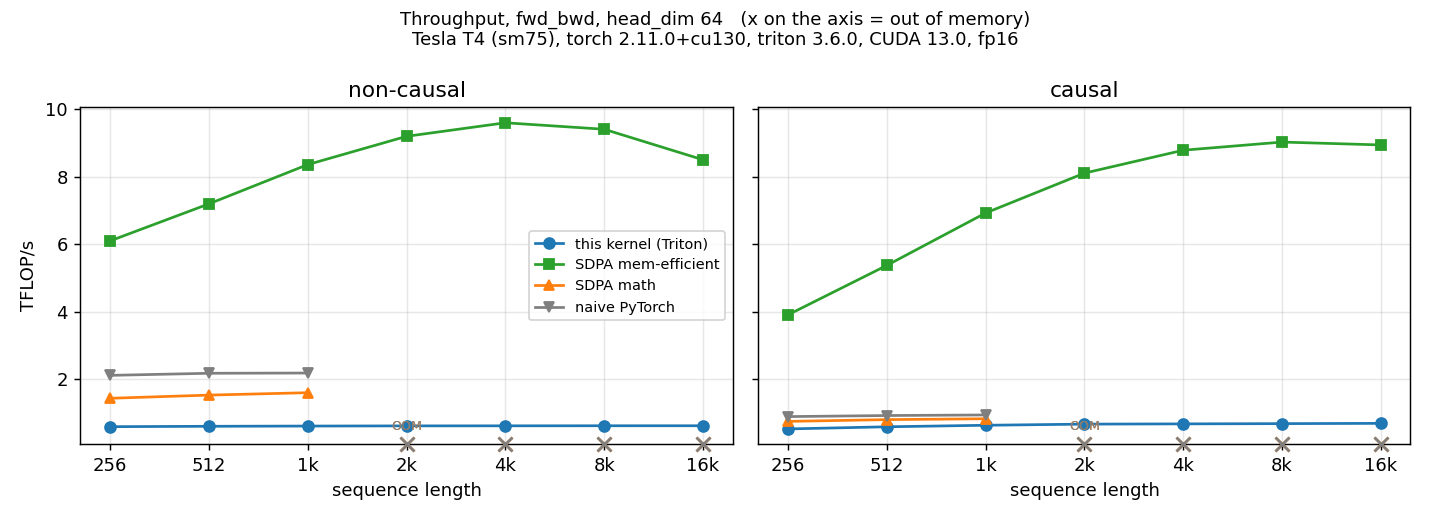 Throughput, fwd_bwd, head_dim 64   (x on the axis = out of memory)
Tesla T4 (sm75), torch 2.11.0+cu130, triton 3.6.0, CUDA 13.0, fp16
non-causal
10
8
6
4
2
TFLOP/s
this kernel (Triton)
SDPA mem-efficient
SDPA math
naive PyTorch
OOM
256 512 1k 2k 4k 8k 16k
sequence length
causal
OOM
256 512 1k 2k 4k 8k 16k
sequence length